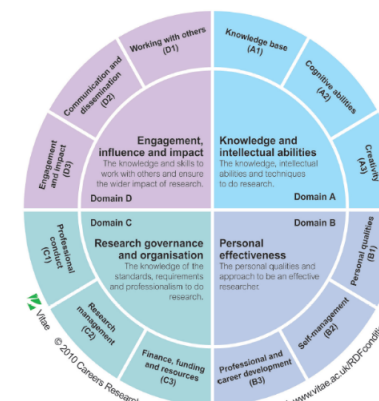 Working with others
(D1)
Knowledge base
(A1)
Communication and
dissemination
(D2)
Cognitive abilities
(A2)
Engagement
and impact
(D3)
Creativity
(A3)
Engagement,
influence and impact
The knowledge and skills to
work with others and ensure
the wider impact of research.
Domain D
Knowledge and
intellectual abilities
The knowledge, intellectual
abilities and techniques
to do research.
Domain A
Domain C
Research governance
and organisation
The knowledge of the
standards, requirements
and professionalism to do
research.
Domain B
Personal
effectiveness
The personal qualities and
approach to be an effective
researcher.
Professional
conduct
(C1)
Personal qualities
(B1)
Research
management
(C2)
Self-management
(B2)
Finance, funding
and resources
(C3)
Professional and
career development
(B3)
Vitae
© 2010 Careers Resear
www.vitae.ac.uk/RDFcondit